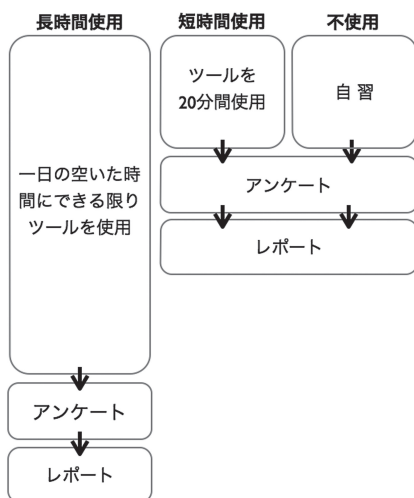 長時間使用
短時間使用
不使用
一日の空いた時
間にできる限り
ツールを使用
ツールを
20分間使用
自 習
アンケート
レポート
アンケート
レポート